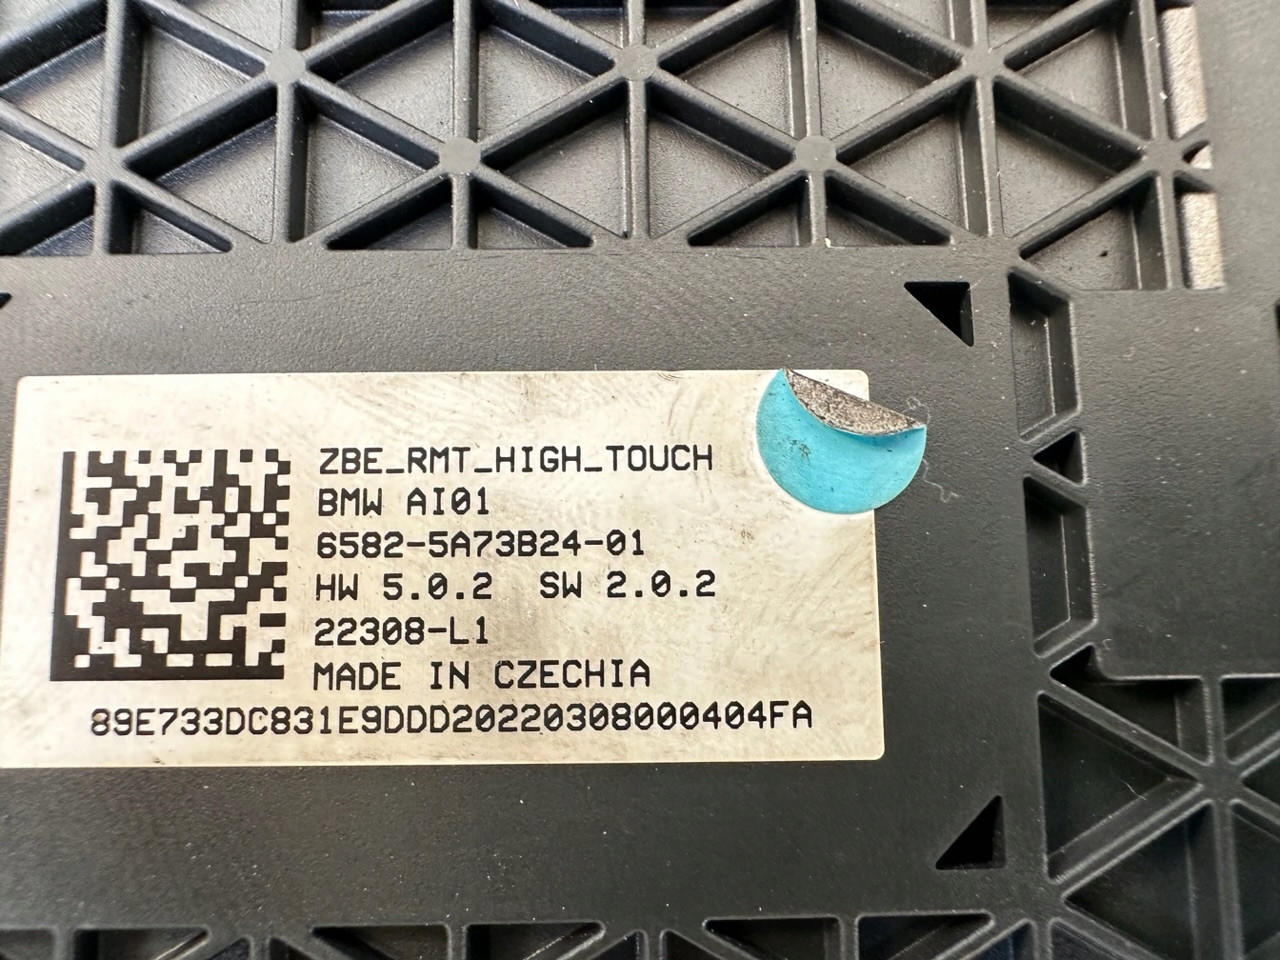 ZBE_RMT_HIGH_TOUCH
BMW AI01
6582-5A73B24-01
HW 5.0.2 SW 2.0.2
22308-L1
MADE IN CZECHIA
89E733DC831E9DDD20220308000404FA